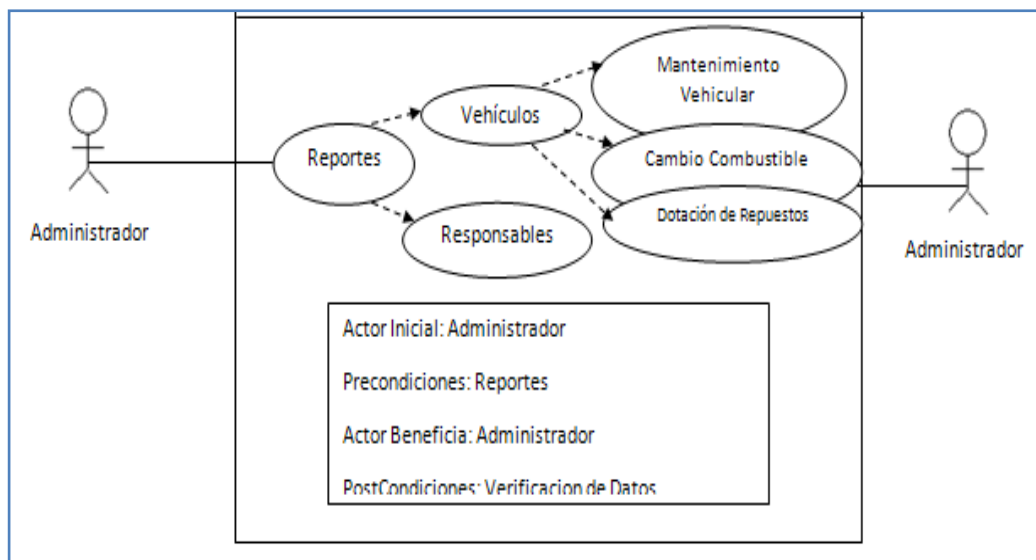 Mantenimiento
Vehicular
Vehículos
Reportes
Cambio Combustible
Dotación de Repuestos
Responsables
Administrador
Administrador
Actor Inicial: Administrador
Precondiciones: Reportes
Actor Beneficia: Administrador
PostCondiciones: Verificacion de Datos